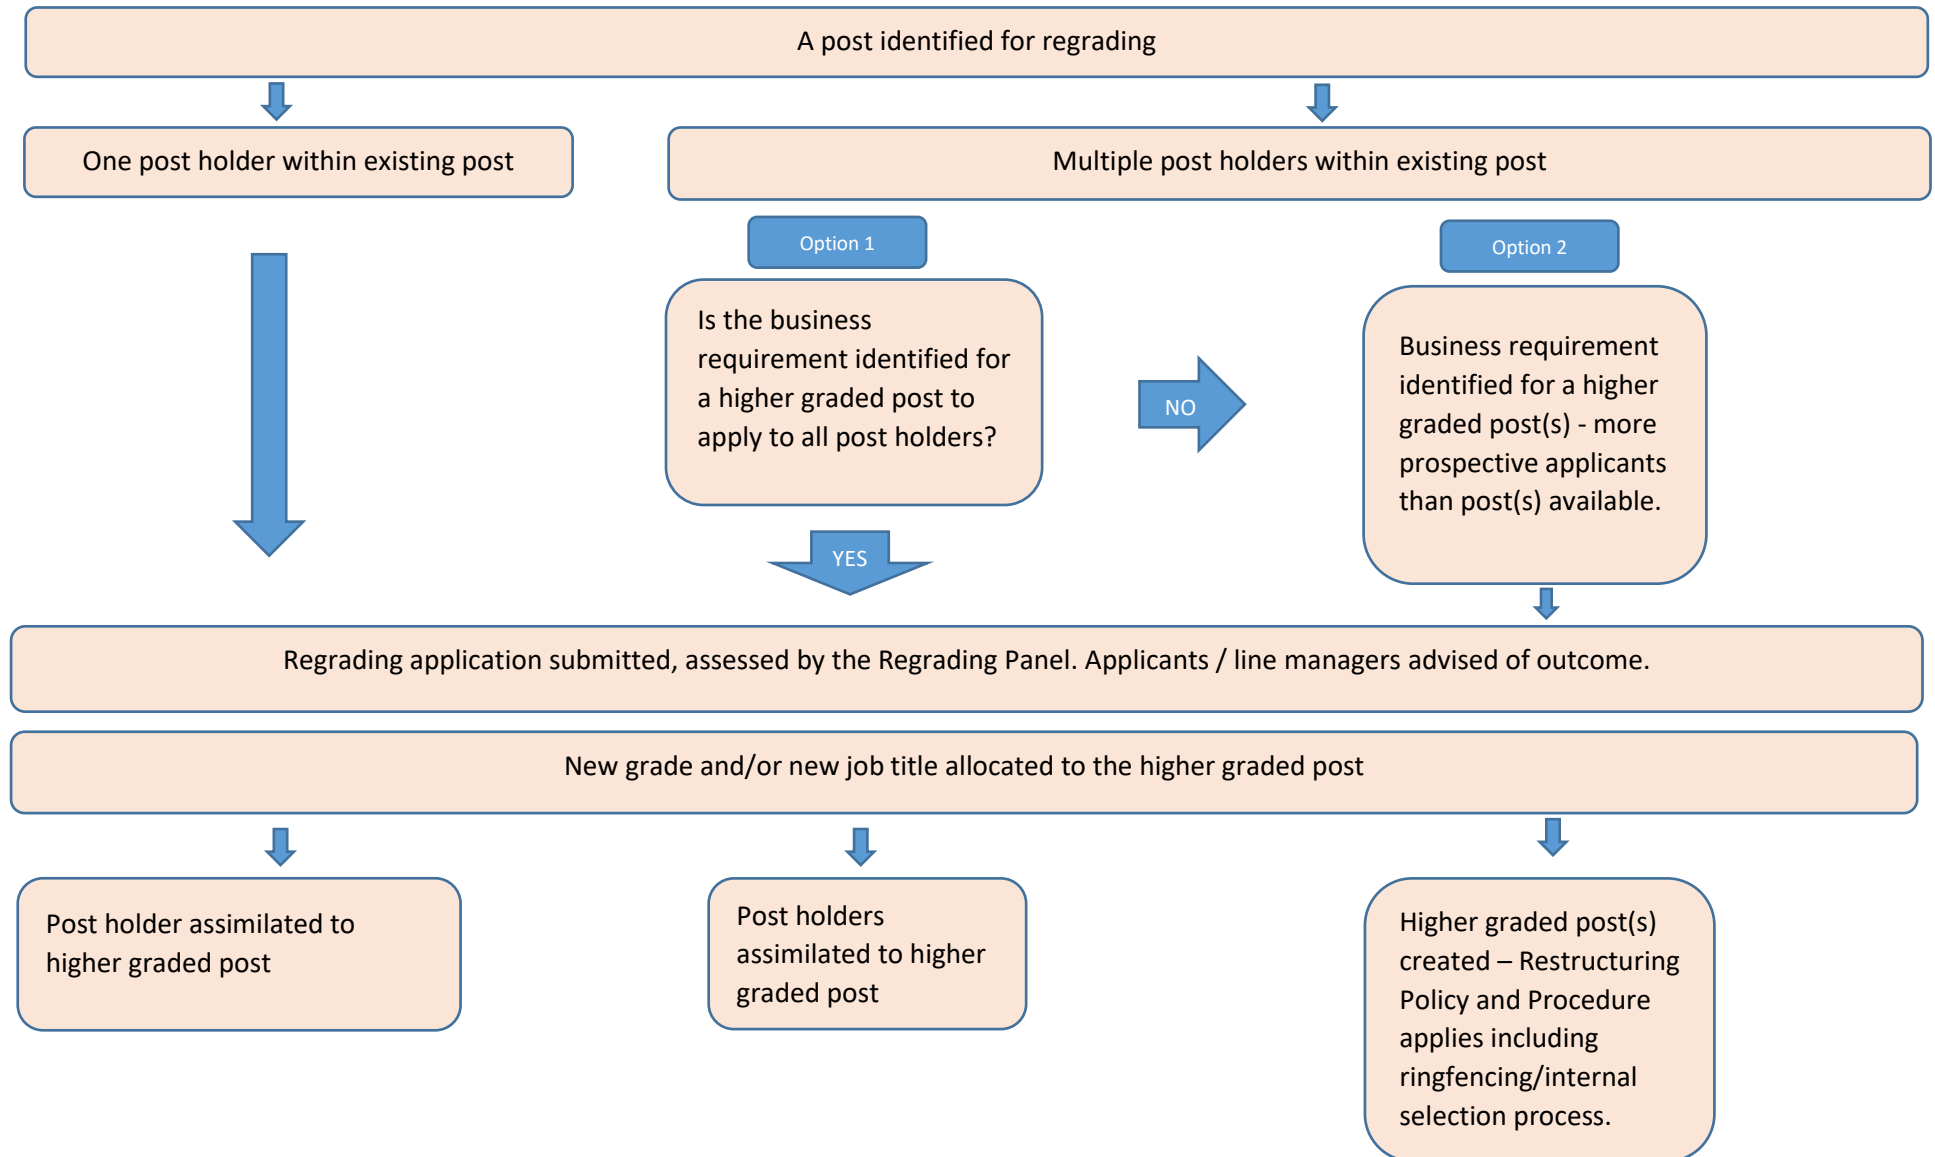 A post identified for regrading
One post holder within existing post
Multiple post holders within existing post
Option 1
Is the business
requirement identified for
a higher graded post to
apply to all post holders?
NO
Option 2
Business requirement
identified for a higher
graded post(s) - more
prospective applicants
than post(s) available.
YES
Regrading application submitted, assessed by the Regrading Panel. Applicants / line managers advised of outcome.
New grade and/or new job title allocated to the higher graded post
Post holder assimilated to
higher graded post
Post holders
assimilated to higher
graded post
Higher graded post(s)
created – Restructuring
Policy and Procedure
applies including
ringfencing/internal
selection process.